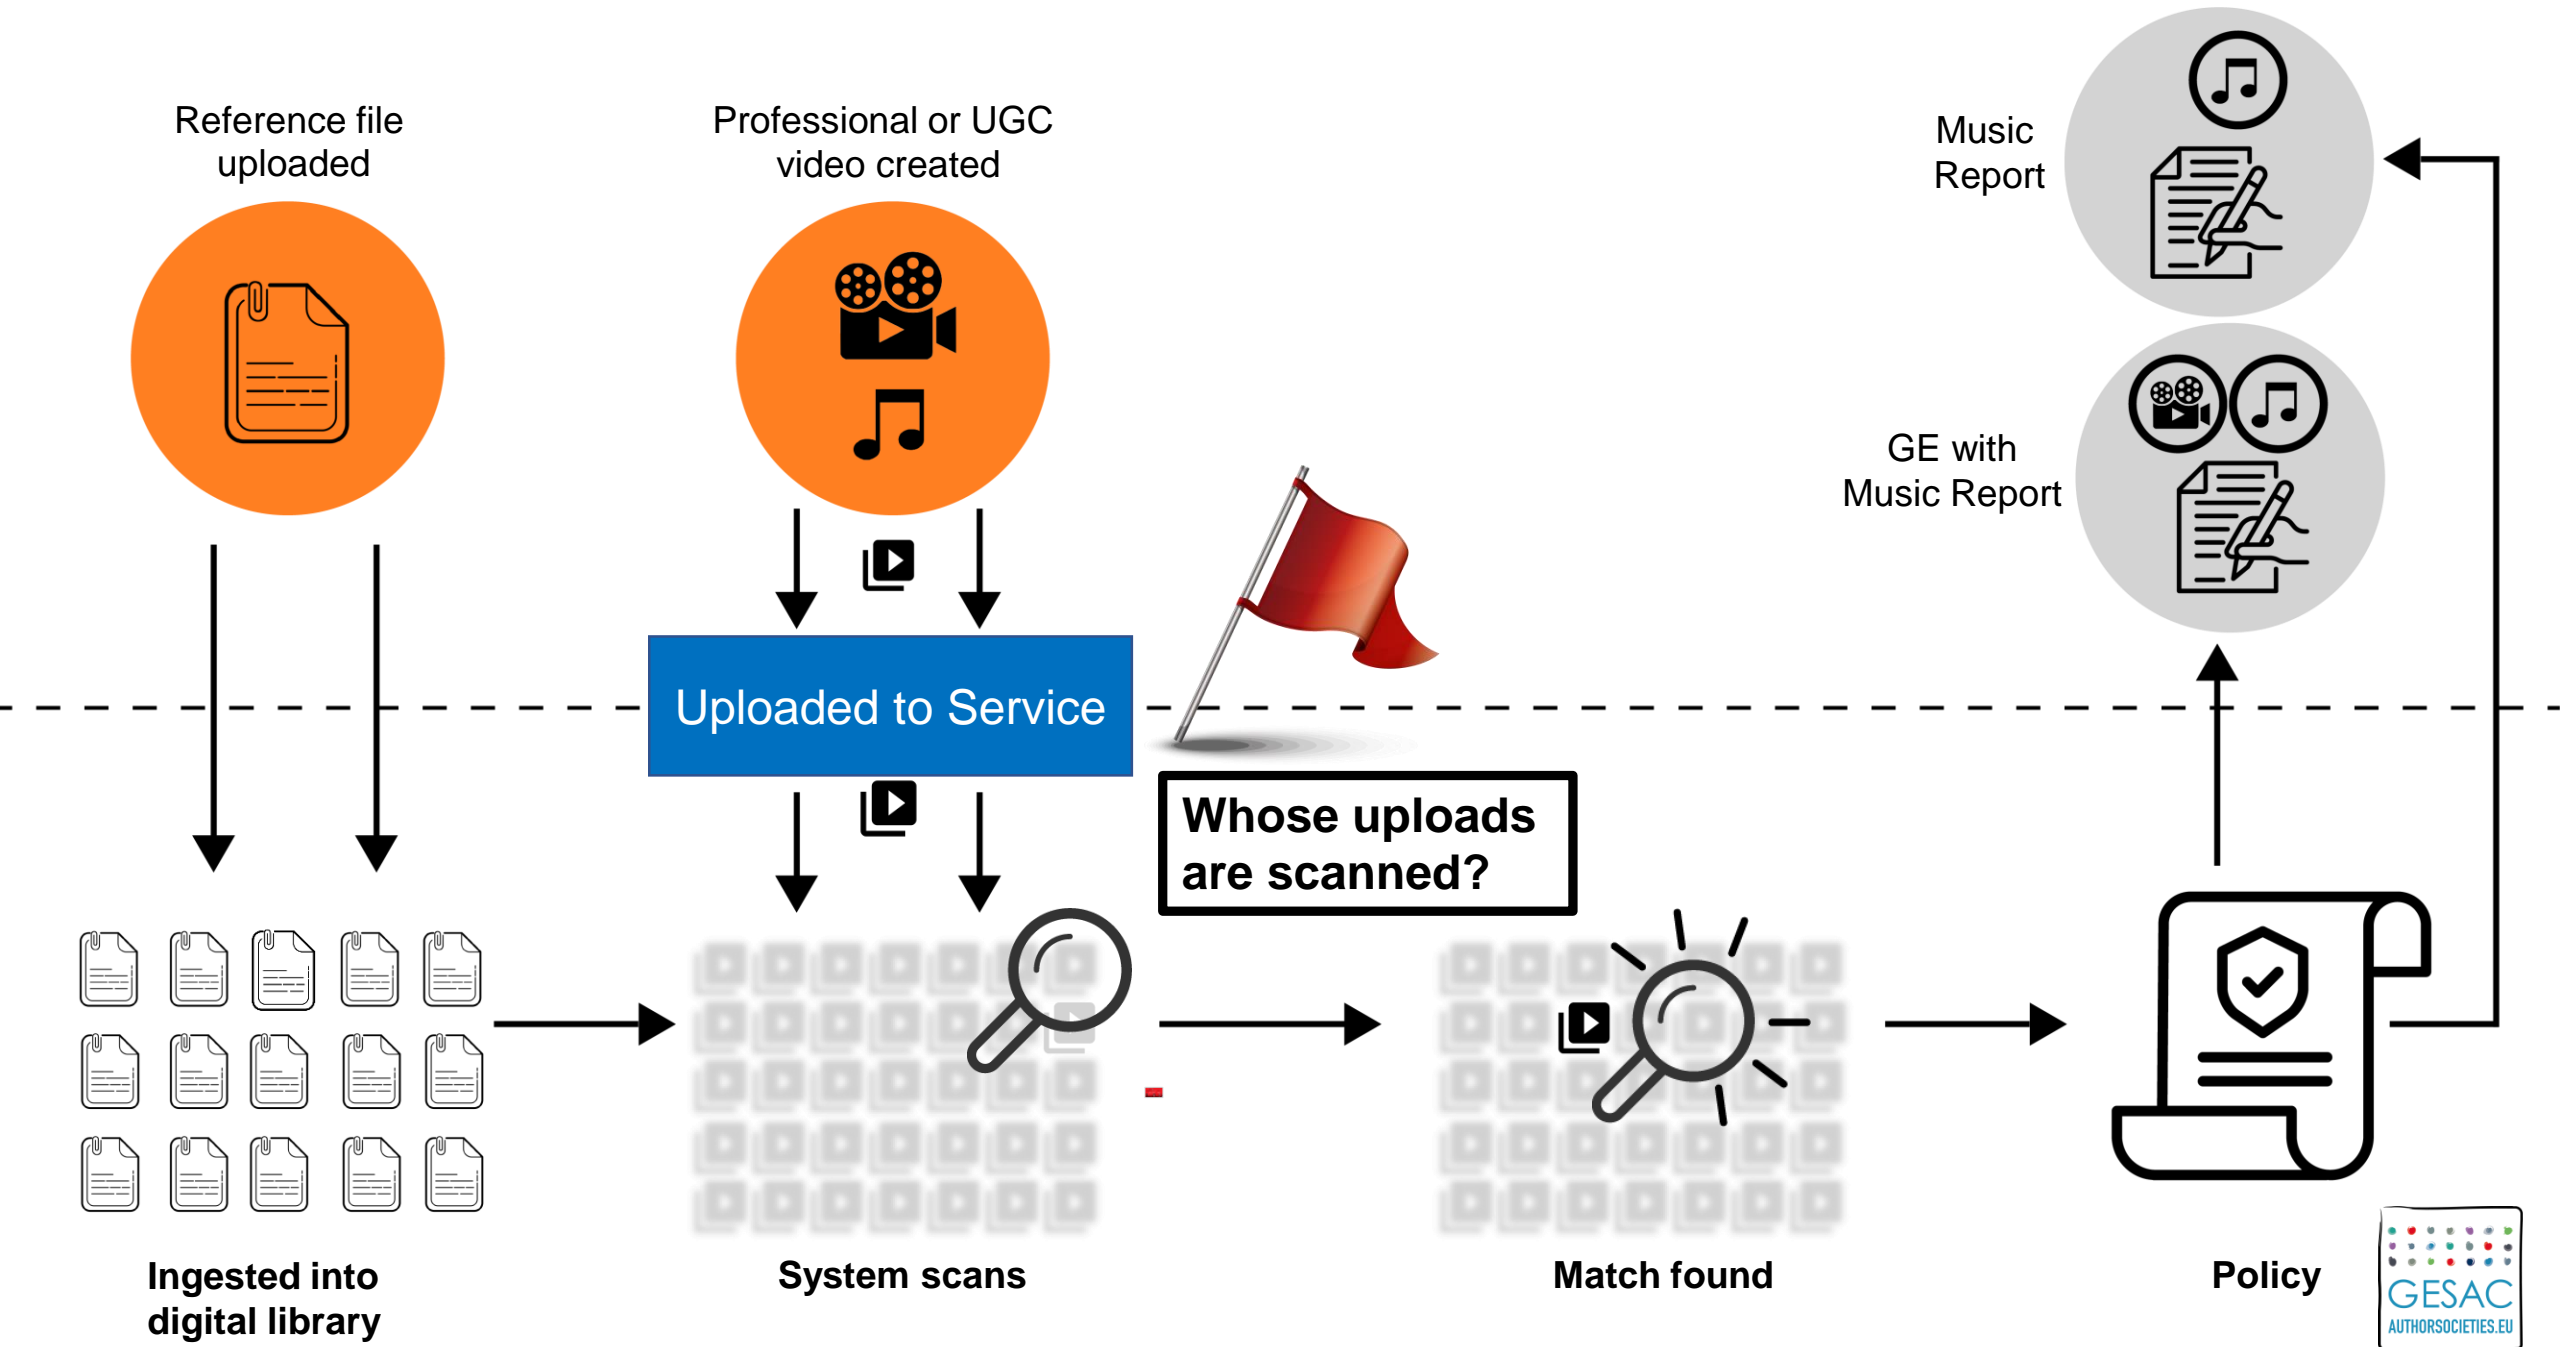 Reference file
uploaded
Professional or UGC
video created
Music
Report
GE with
Music Report
Uploaded to Service
Whose uploads
are scanned?
Ingested into
digital library
System scans
Match found
Policy
GESAC
AUTHORSOCIETIES.EU